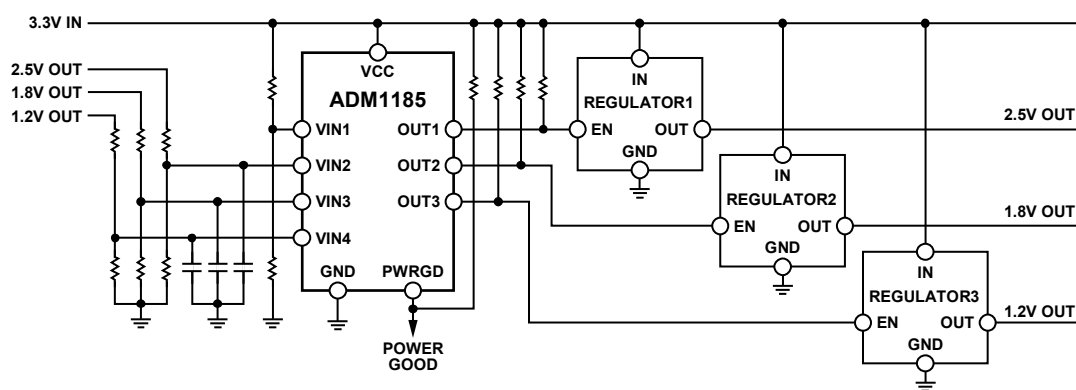 3.3V IN
2.5V OUT
1.8V OUT
1.2V OUT
VCC
ADM1185
VIN1
VIN2
VIN3
VIN4
OUT1
OUT2
OUT3
GND
PWRGD
POWER
GOOD
IN
REGULATOR1
EN
OUT
GND
2.5V OUT
IN
REGULATOR2
EN
OUT
GND
1.8V OUT
IN
REGULATOR3
EN
OUT
GND
1.2V OUT